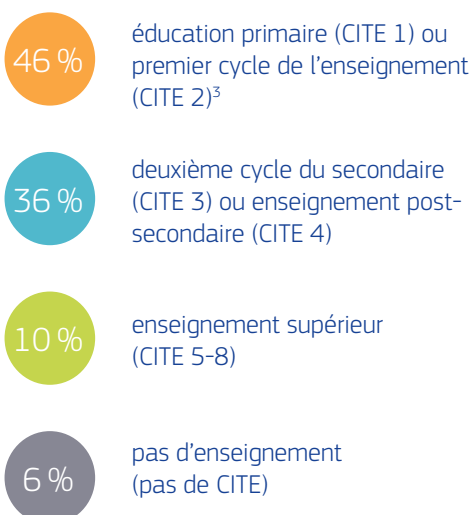 46 %
éducation primaire (CITE 1) ou
premier cycle de l’enseignement
(CITE 2)³
36 %
deuxième cycle du secondaire
(CITE 3) ou enseignement post-
secondaire (CITE 4)
10 %
enseignement supérieur
(CITE 5-8)
6 %
pas d’enseignement
(pas de CITE)